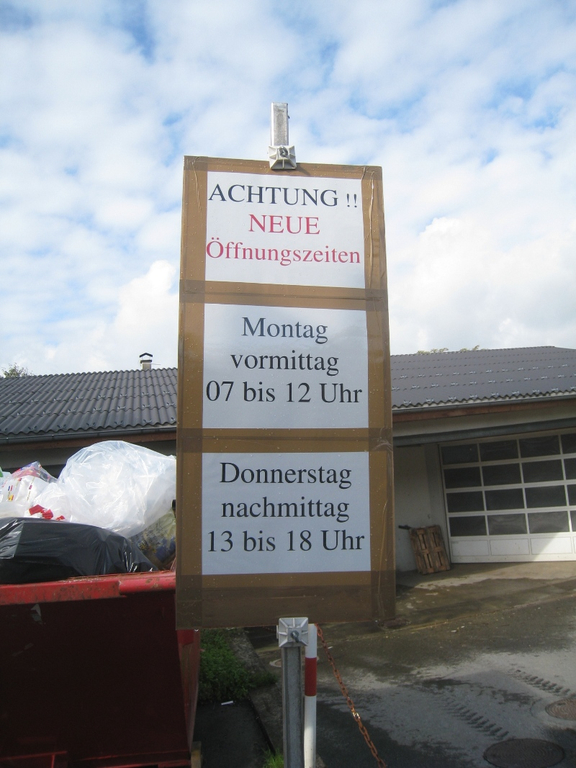 ACHTUNG !!
NEUE
Öffnungszeiten
Montag
vormittag
07 bis 12 Uhr
Donnerstag
nachmittag
13 bis 18 Uhr